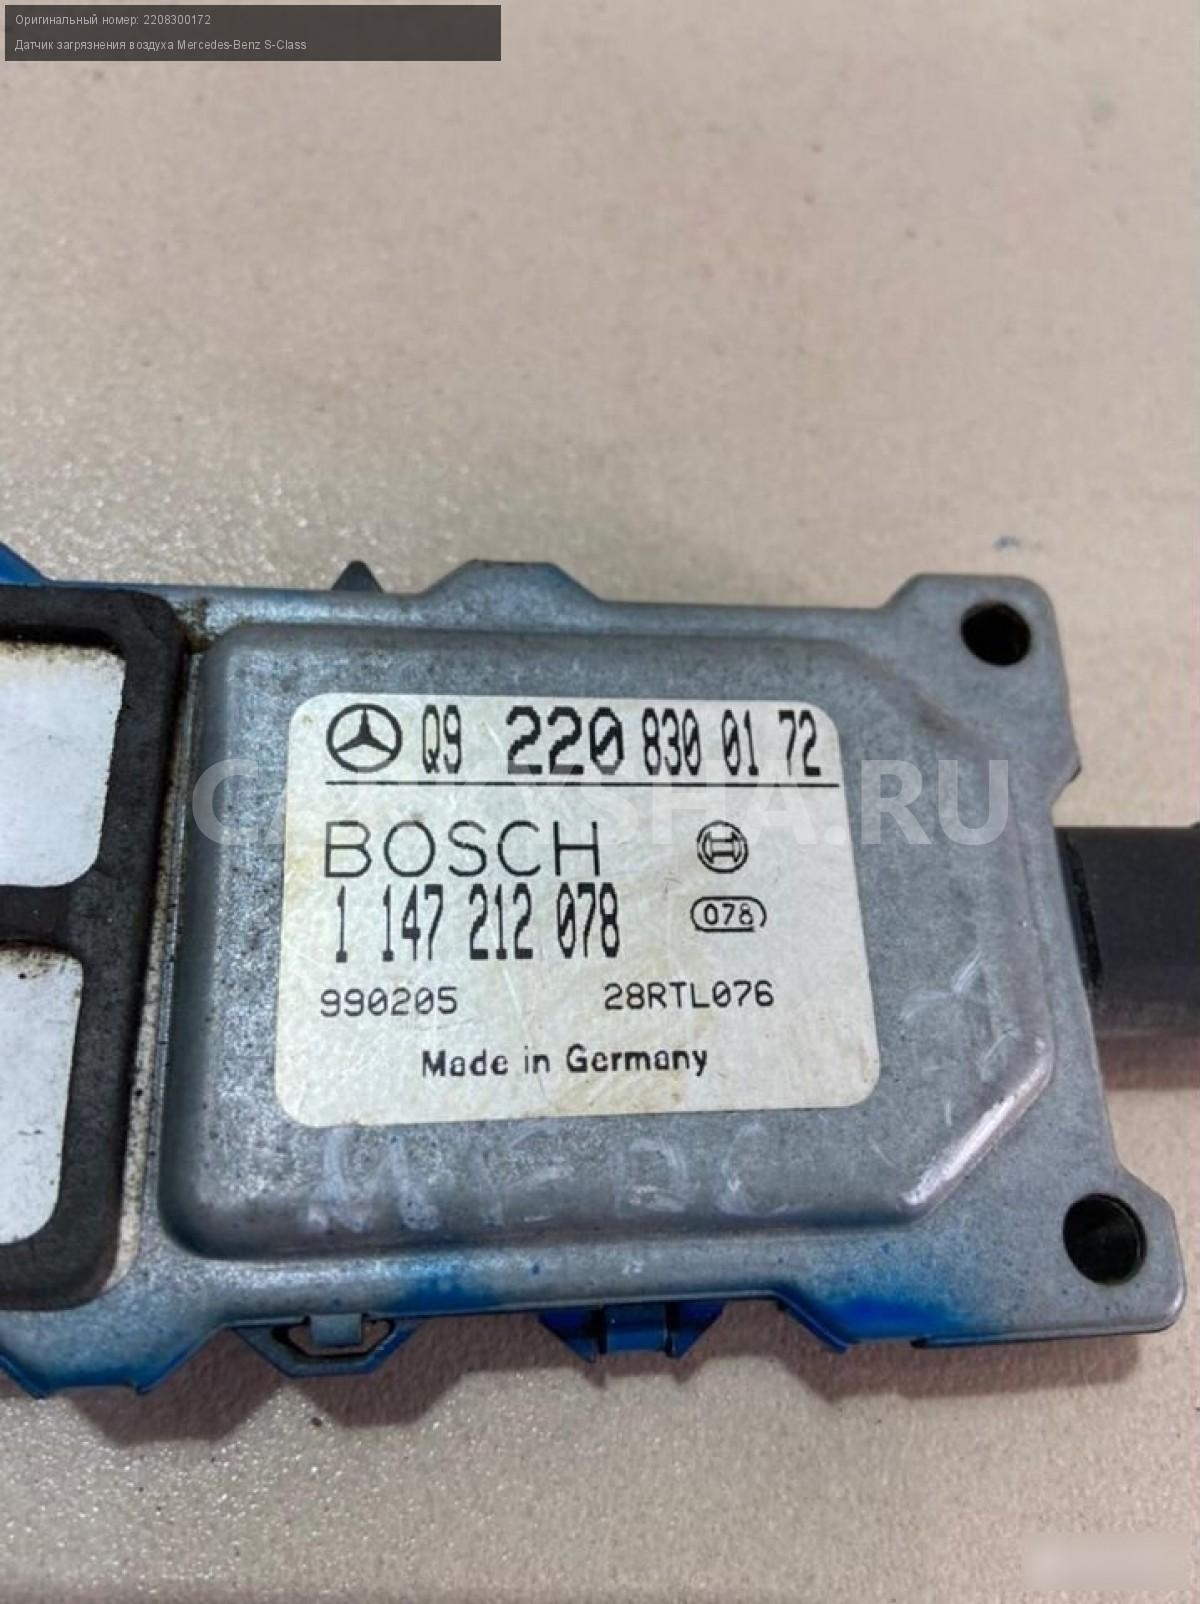 Оригинальный номер: 2208300172
Датчик загрязнения воздуха Mercedes-Benz S-Class
Q9 220 830 01 72
BOSCH
1 147 212 078
078
990205 28RTL076
Made in Germany